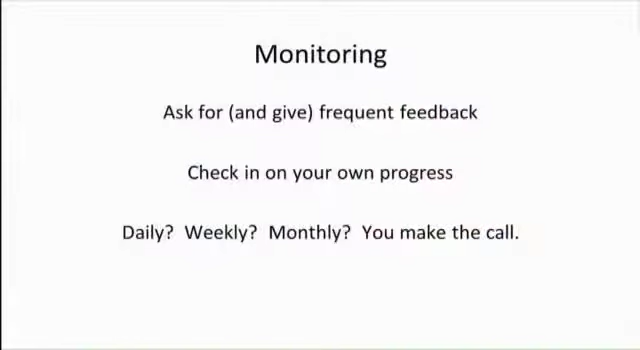 Monitoring
Ask for (and give) frequent feedback
Check in on your own progress
Daily?  Weekly?  Monthly?  You make the call.